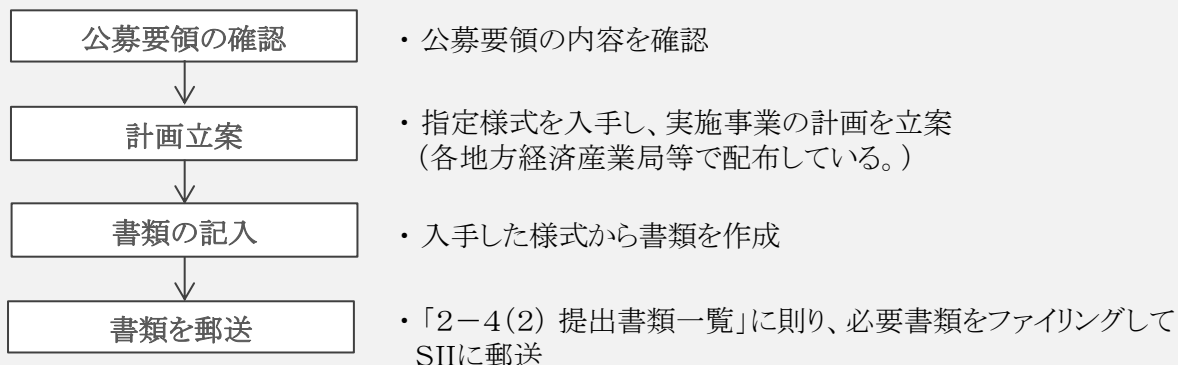 公募要領の確認
・ 公募要領の内容を確認
計画立案
・ 指定様式を入手し、実施事業の計画を立案
（各地方経済産業局等で配布している。）
書類の記入
・ 入手した様式から書類を作成
書類を郵送
・ 「２－４（２） 提出書類一覧」に則り、必要書類をファイリングして
SIIに郵送